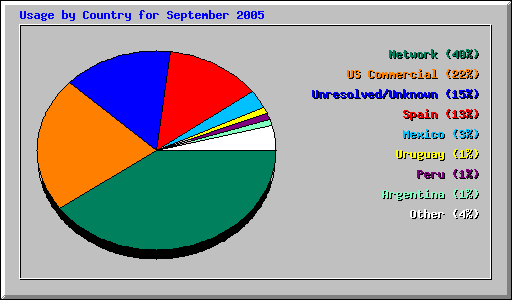 Usage by Country for September 2005
Network (40%)
US Commercial (22%)
Unresolved/Unknown (15%)
Spain (13%)
Mexico (3%)
Uruguay (1%)
Peru (1%)
Argentina (1%)
Other (4%)